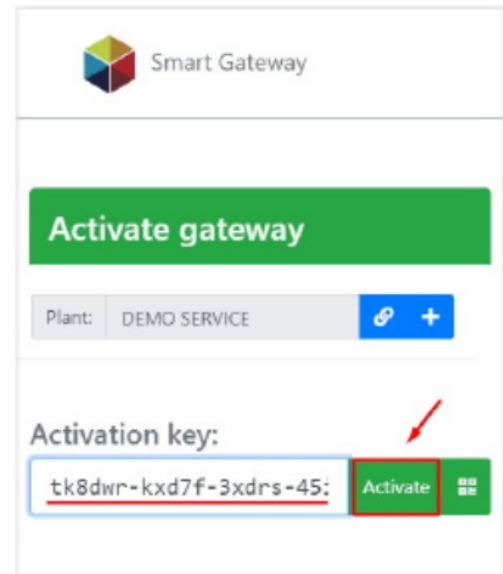 Smart Gateway
Activate gateway
Plant: DEMO SERVICE
Activation key:
tk8dwr-kxd7f-3xdrs-45 Activate